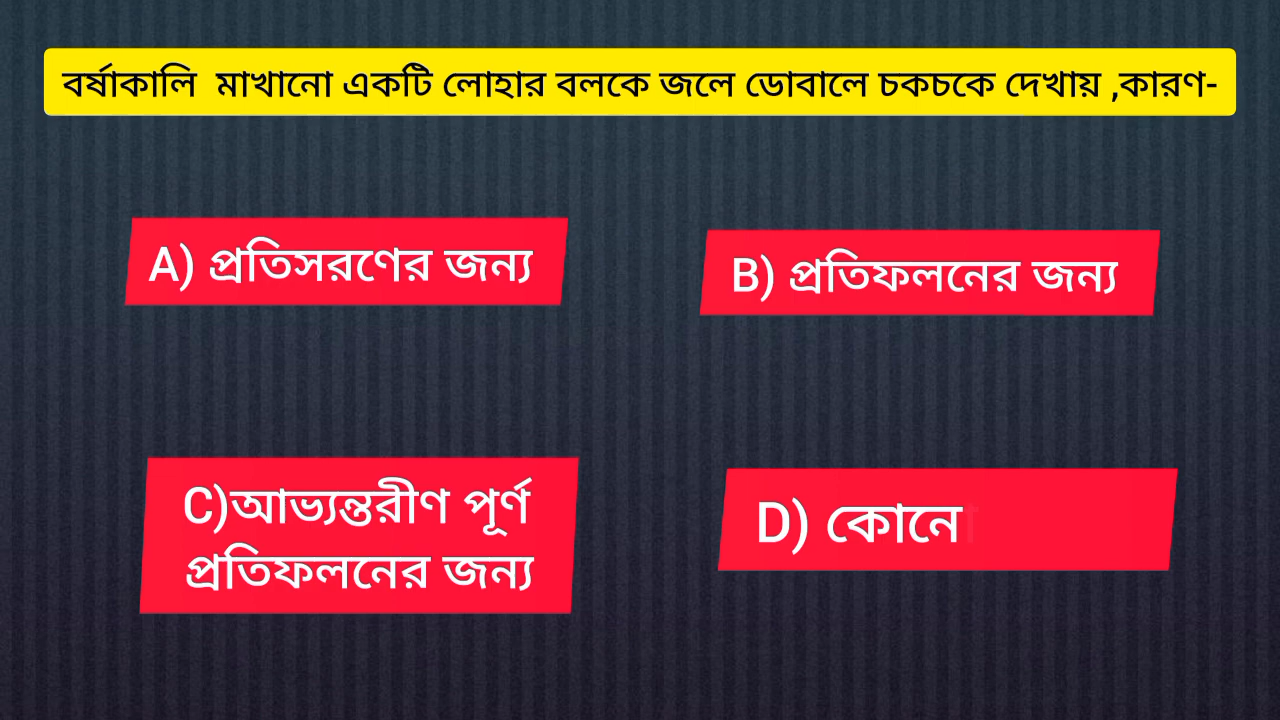 বর্ষাকালি মাখানো একটি লোহার বলকে জলে ডোবালে চকচকে দেখায় ,কারণ-
A) প্রতিসরণের জন্য
B) প্রতিফলনের জন্য
C)আভ্যন্তরীণ পূর্ণ
প্রতিফলনের জন্য
D) কোনে